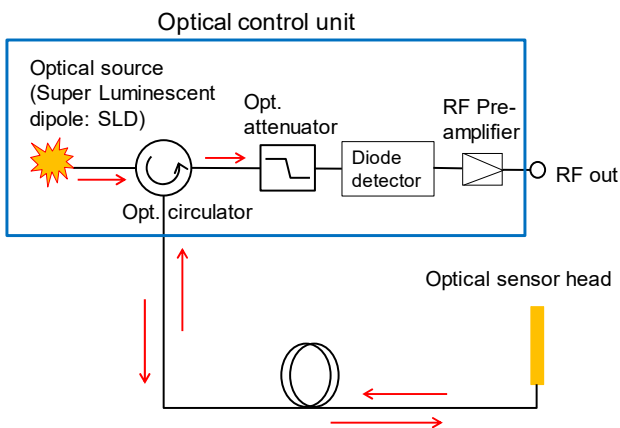 Optical control unit
Optical source
(Super Luminescent
dipole: SLD)
Opt.
attenuator
RF Pre-
amplifier
Diode
detector
RF out
Opt. circulator
Optical sensor head